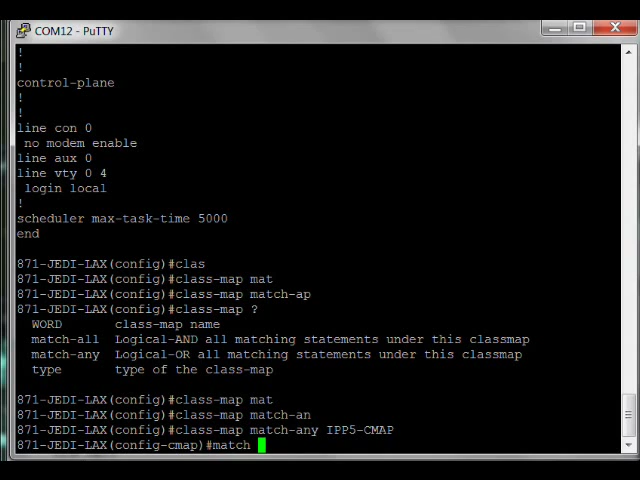 COM12 - PuTTY
!
!
control-plane
!
!
line con 0
 no modem enable
line aux 0
line vty 0 4
 login local
!
scheduler max-task-time 5000
end

871-JEDI-LAX(config)#clas
871-JEDI-LAX(config)#class-map mat
871-JEDI-LAX(config)#class-map match-ap
871-JEDI-LAX(config)#class-map ?
  WORD       class-map name
  match-all  Logical-AND all matching statements under this classmap
  match-any  Logical-OR all matching statements under this classmap
  type       type of the class-map

871-JEDI-LAX(config)#class-map mat
871-JEDI-LAX(config)#class-map match-an
871-JEDI-LAX(config)#class-map match-any IPP5-CMAP
871-JEDI-LAX(config-cmap)#match